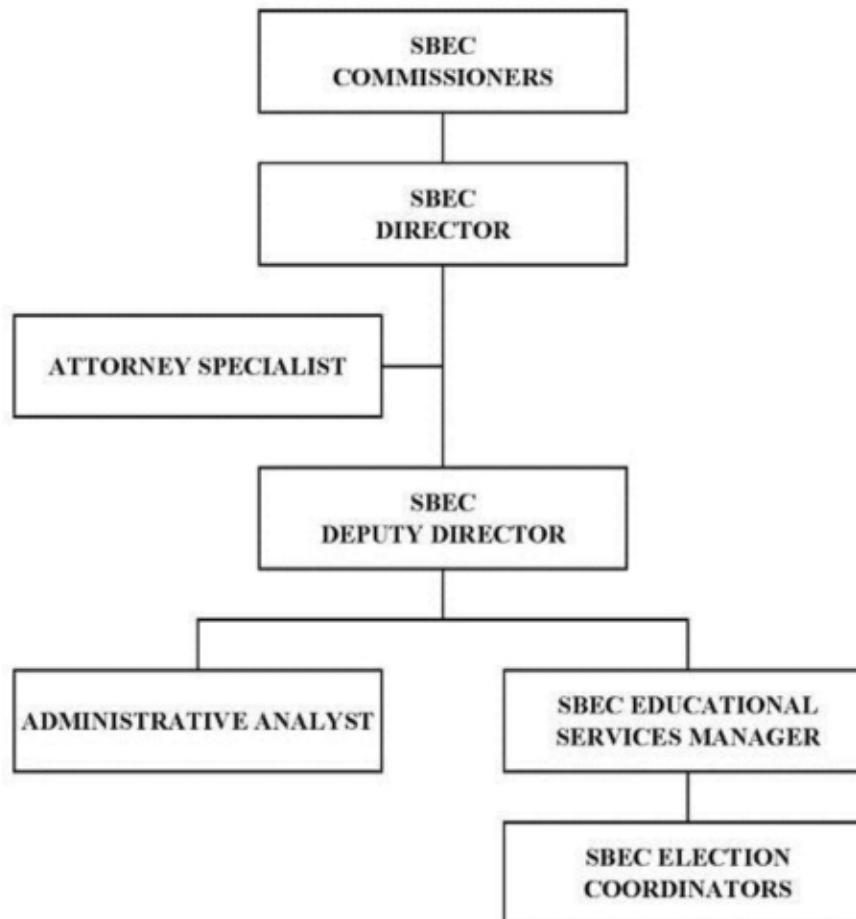 SBEC
COMMISSIONERS
SBEC
DIRECTOR
ATTORNEY SPECIALIST
SBEC
DEPUTY DIRECTOR
ADMINISTRATIVE ANALYST
SBEC EDUCATIONAL
SERVICES MANAGER
SBEC ELECTION
COORDINATORS